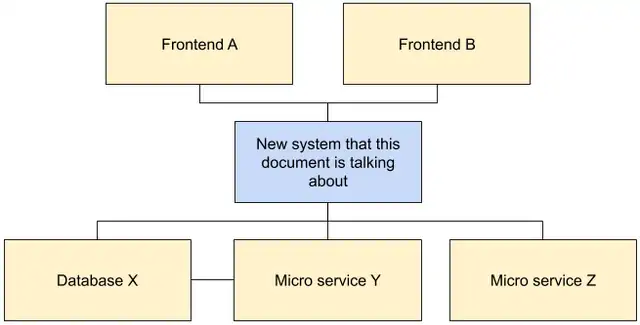 Frontend A
Frontend B
New system that this
document is talking
about
Database X
Micro service Y
Micro service Z